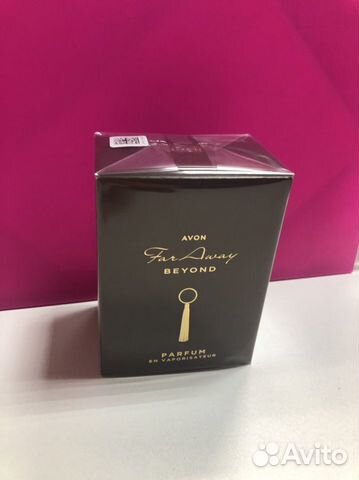 AVON
Far Away
BEYOND
PARFUM
EN VAPORISATEUR
Avito